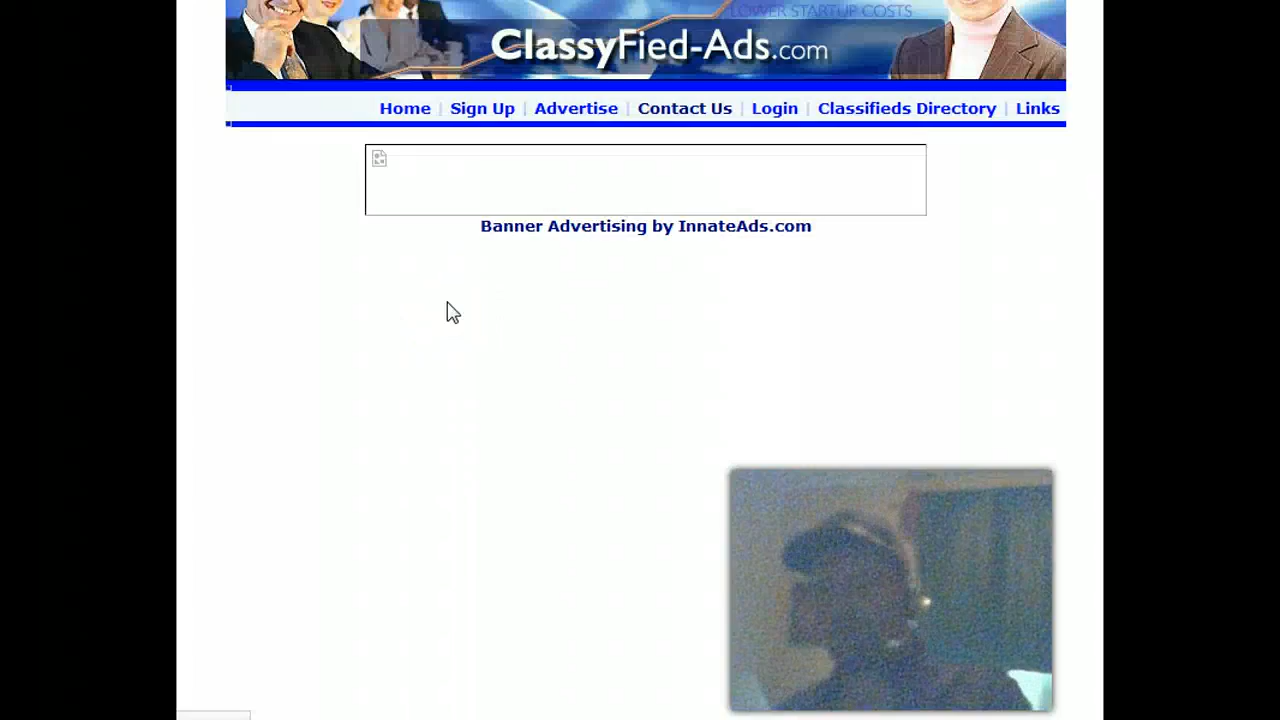 LOWER STARTUP COSTS
ClassyFied-Ads.com
Home | Sign Up | Advertise | Contact Us | Login | Classifieds Directory | Links
Banner Advertising by InnateAds.com